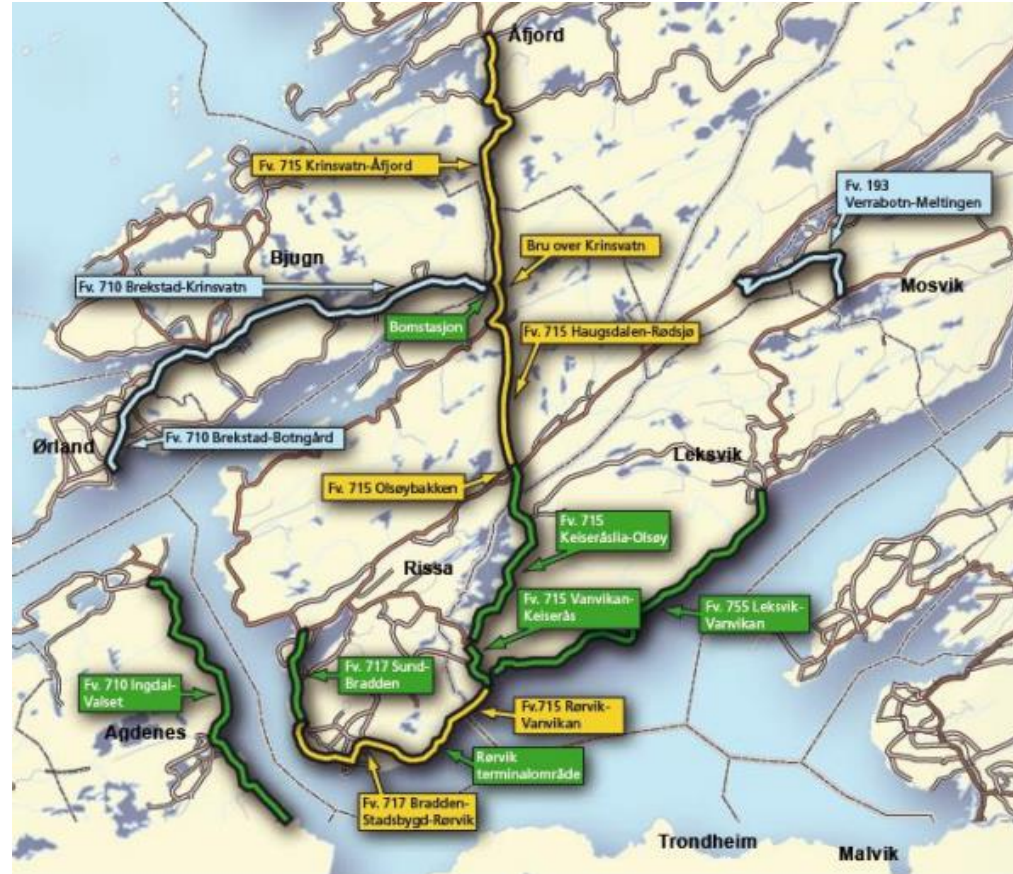 Åfjord
Fv. 715 Krinsvatn-Åfjord
Fv. 193
Verrabotn-Meltingen
Bru over Krinsvatn
Bjugn
Fv. 710 Brekstad-Krinsvatn
Mosvik
Bomstasjon
Fv. 715 Haugsdalen-Rødsjø
Ørland
Fv. 710 Brekstad-Botngård
Leksvik
Fv. 715 Olsøybakken
Fv. 715
Keiseråslia-Olsøy
Rissa
Fv. 715 Vanvikan-
Keiserås
Fv. 755 Leksvik-
Vanvikan
Fv. 717 Sund-
Bradden
Fv. 710 Ingdal-
Valset
Fv.715 Rørvik-
Vanvikan
Agdenes
Rørvik
terminalområde
Fv. 717 Bradden-
Stadsbygd-Rørvik
Trondheim
Malvik